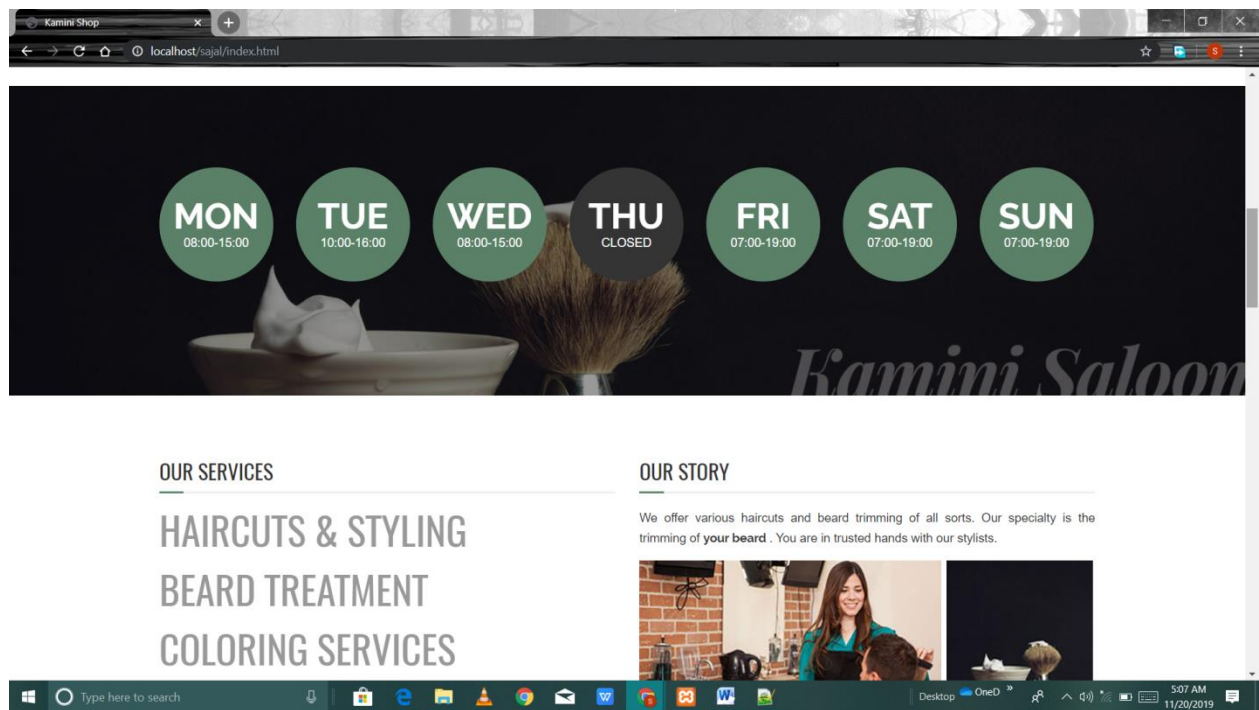 Kamini Shop
localhost/sajal/index.html
S
MON
08:00-15:00
TUE
10:00-16:00
WED
08:00-15:00
THU
CLOSED
FRI
07:00-19:00
SAT
07:00-19:00
SUN
07:00-19:00
Kamini Saloon
OUR SERVICES
HAIRCUTS & STYLING
BEARD TREATMENT
COLORING SERVICES
OUR STORY
We offer various haircuts and beard trimming of all sorts. Our specialty is the
trimming of your beard . You are in trusted hands with our stylists.
Type here to search
Desktop
OneD
5:07 AM
11/20/2019